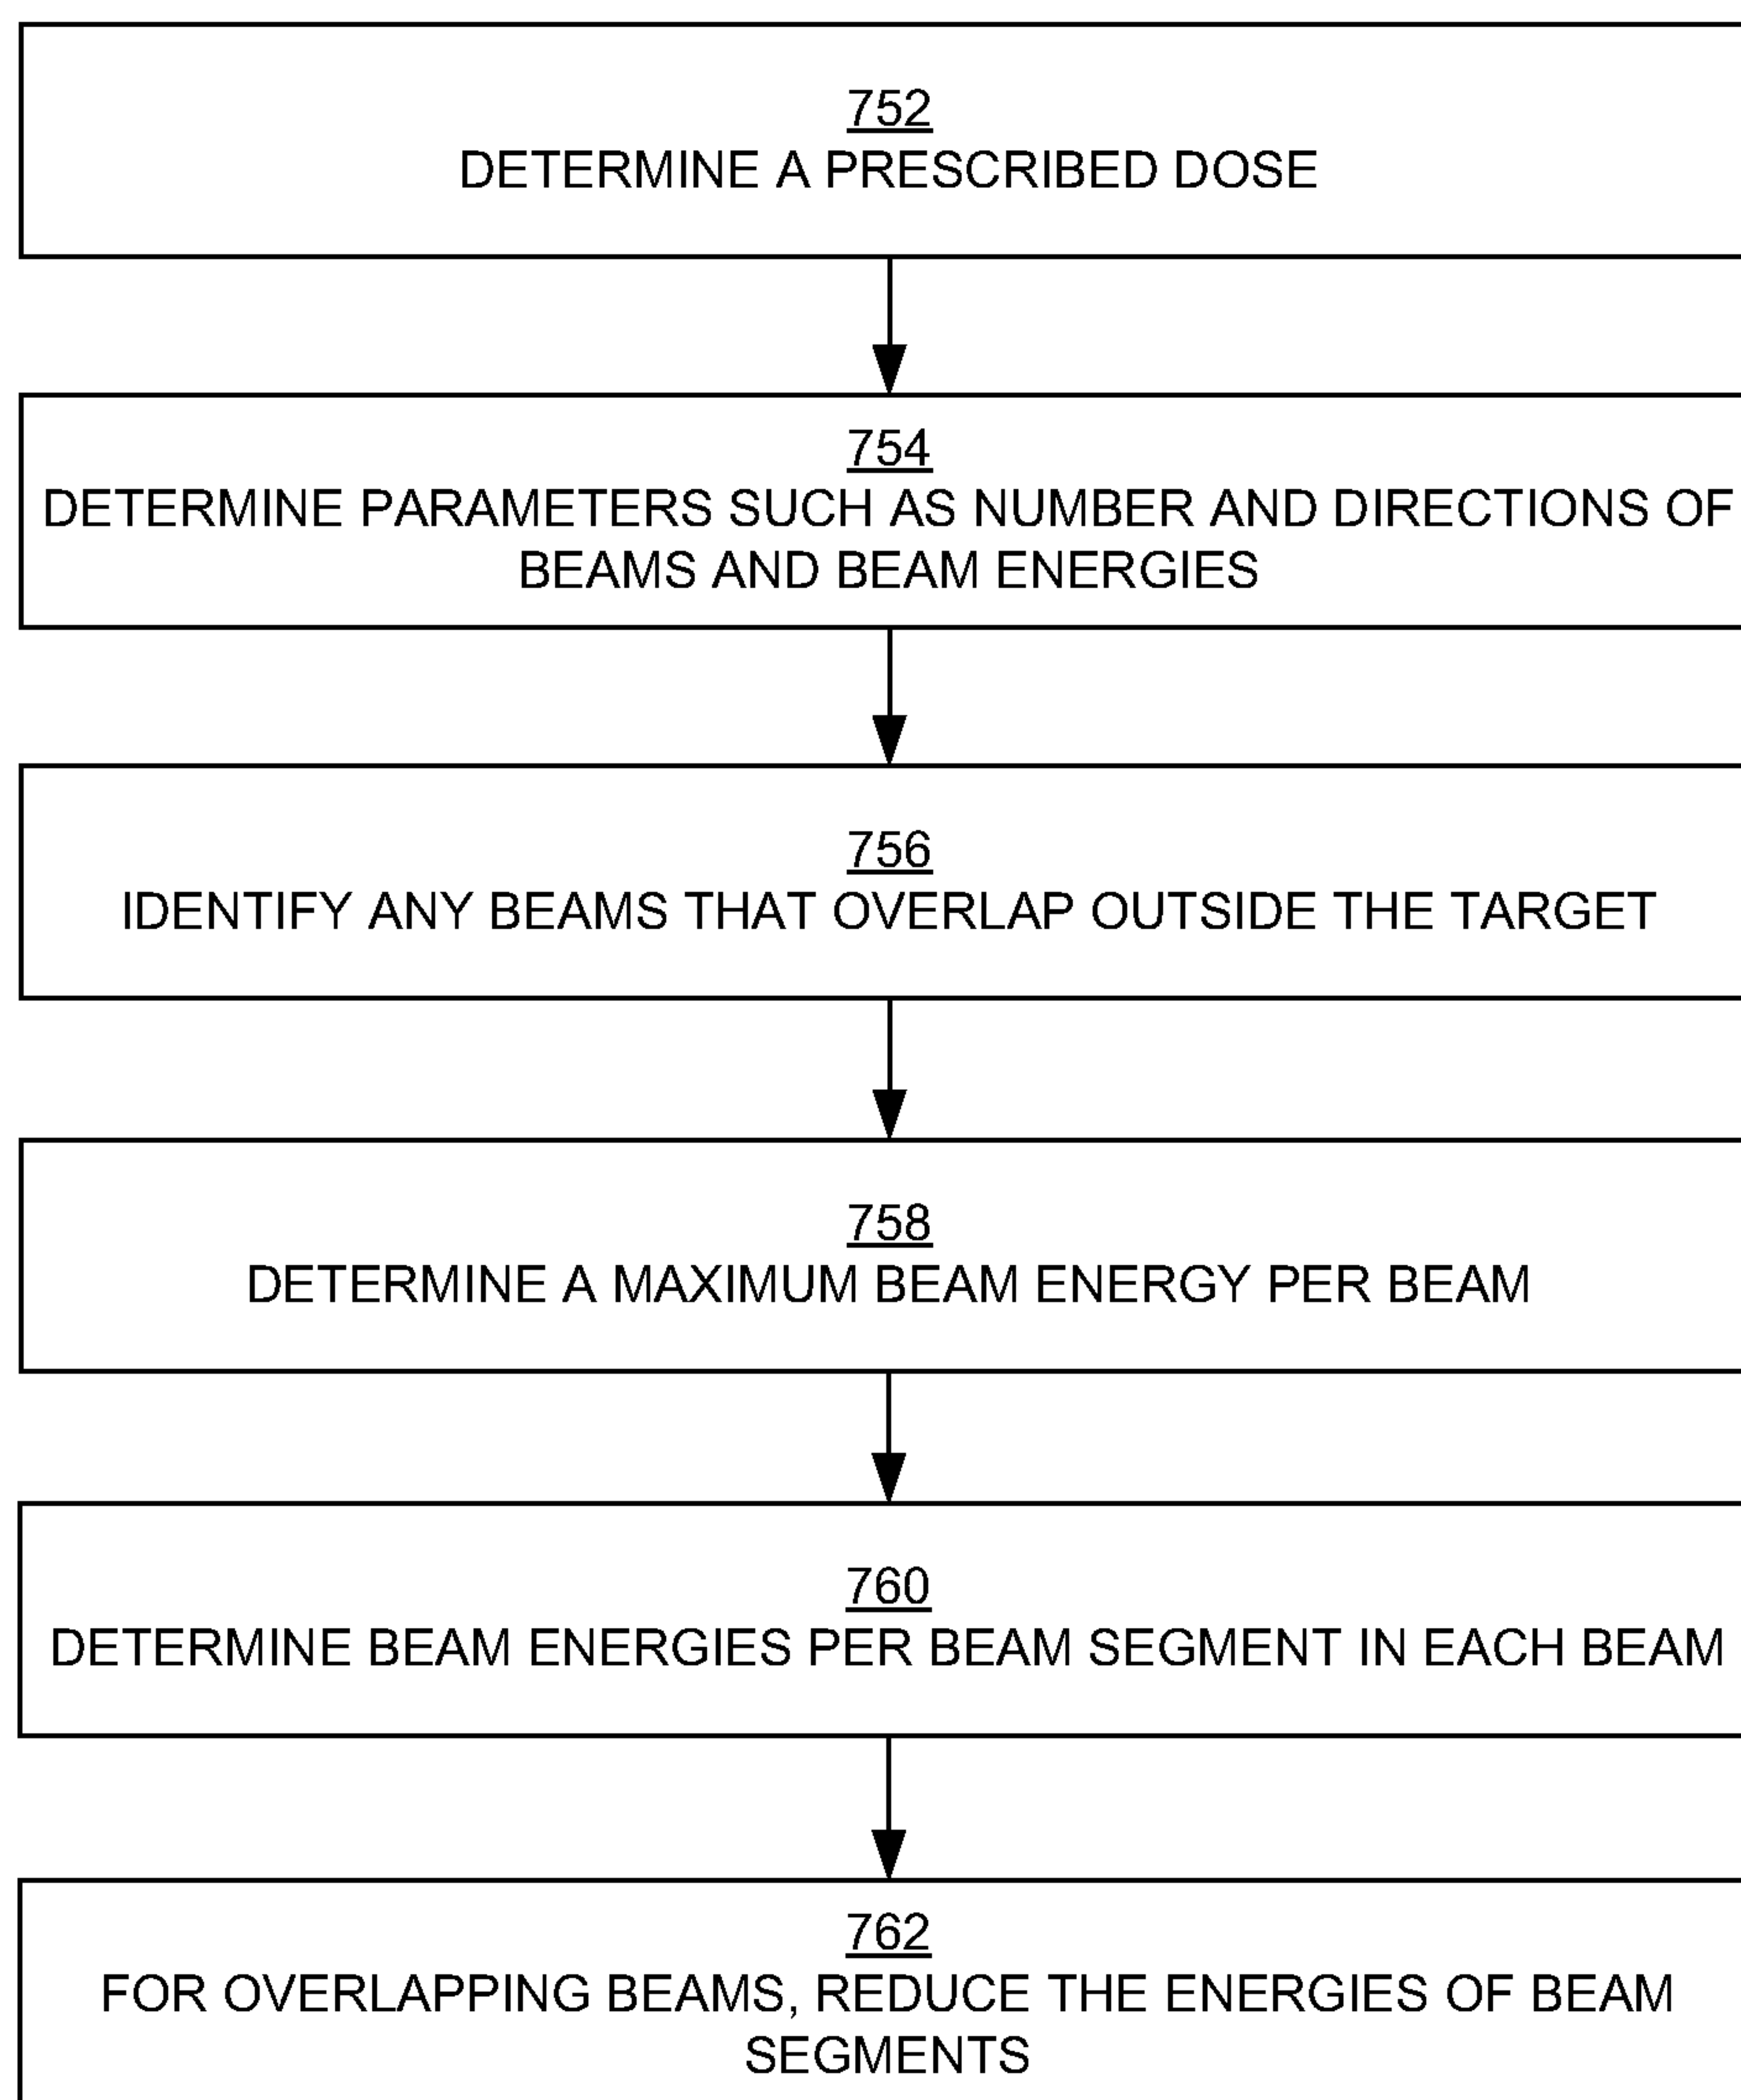 752
DETERMINE A PRESCRIBED DOSE
754
DETERMINE PARAMETERS SUCH AS NUMBER AND DIRECTIONS OF
BEAMS AND BEAM ENERGIES
756
IDENTIFY ANY BEAMS THAT OVERLAP OUTSIDE THE TARGET
758
DETERMINE A MAXIMUM BEAM ENERGY PER BEAM
760
DETERMINE BEAM ENERGIES PER BEAM SEGMENT IN EACH BEAM
762
FOR OVERLAPPING BEAMS, REDUCE THE ENERGIES OF BEAM
SEGMENTS